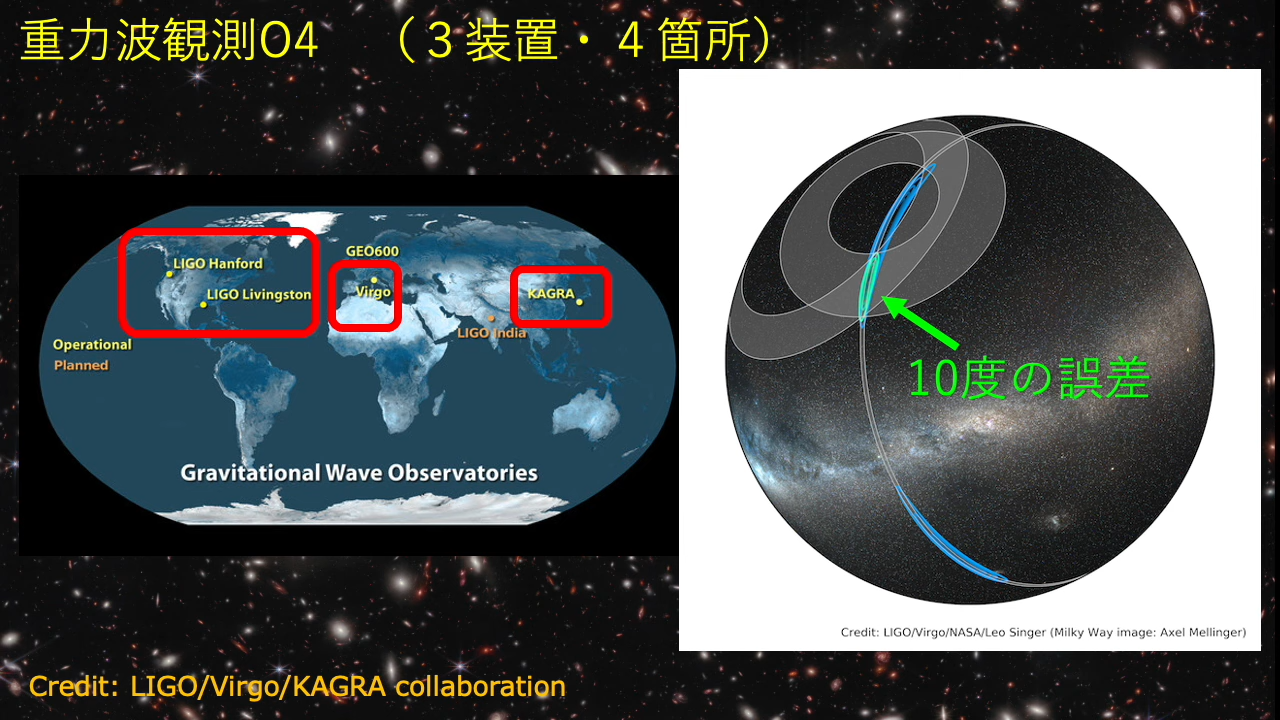 重力波観測O4　（３装置・４箇所）
GEO600
LIGO Hanford
Virgo
KAGRA
LIGO Livingston
LIGO India
Operational
Planned
Gravitational Wave Observatories
10度の誤差
Credit: LIGO/Virgo/NASA/Leo Singer (Milky Way image: Axel Mellinger)
Credit: LIGO/Virgo/KAGRA collaboration